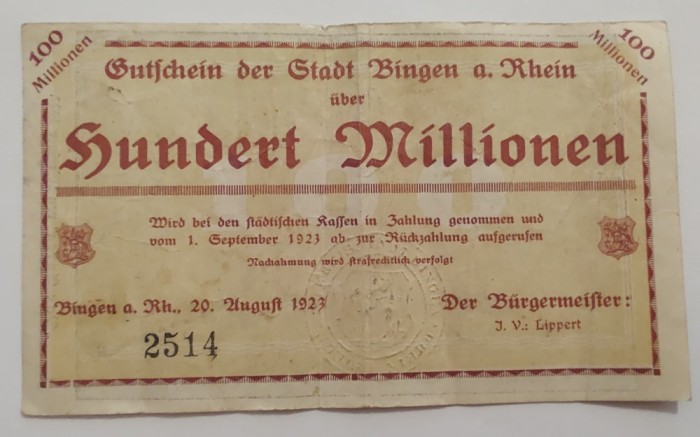 100 Millionen
100 Millionen
Gutschein der Stadt Bingen a. Rhein
über
Hundert Millionen
100
Wird bei den städtischen Kassen in Zahlung genommen und
vom 1. September 1923 ab zur Rückzahlung aufgerufen
Nachahmung wird strafrechtlich verfolgt
Bingen a. Rh., 20. August 1923
Der Bürgermeister:
J. V.: Lippert
2514